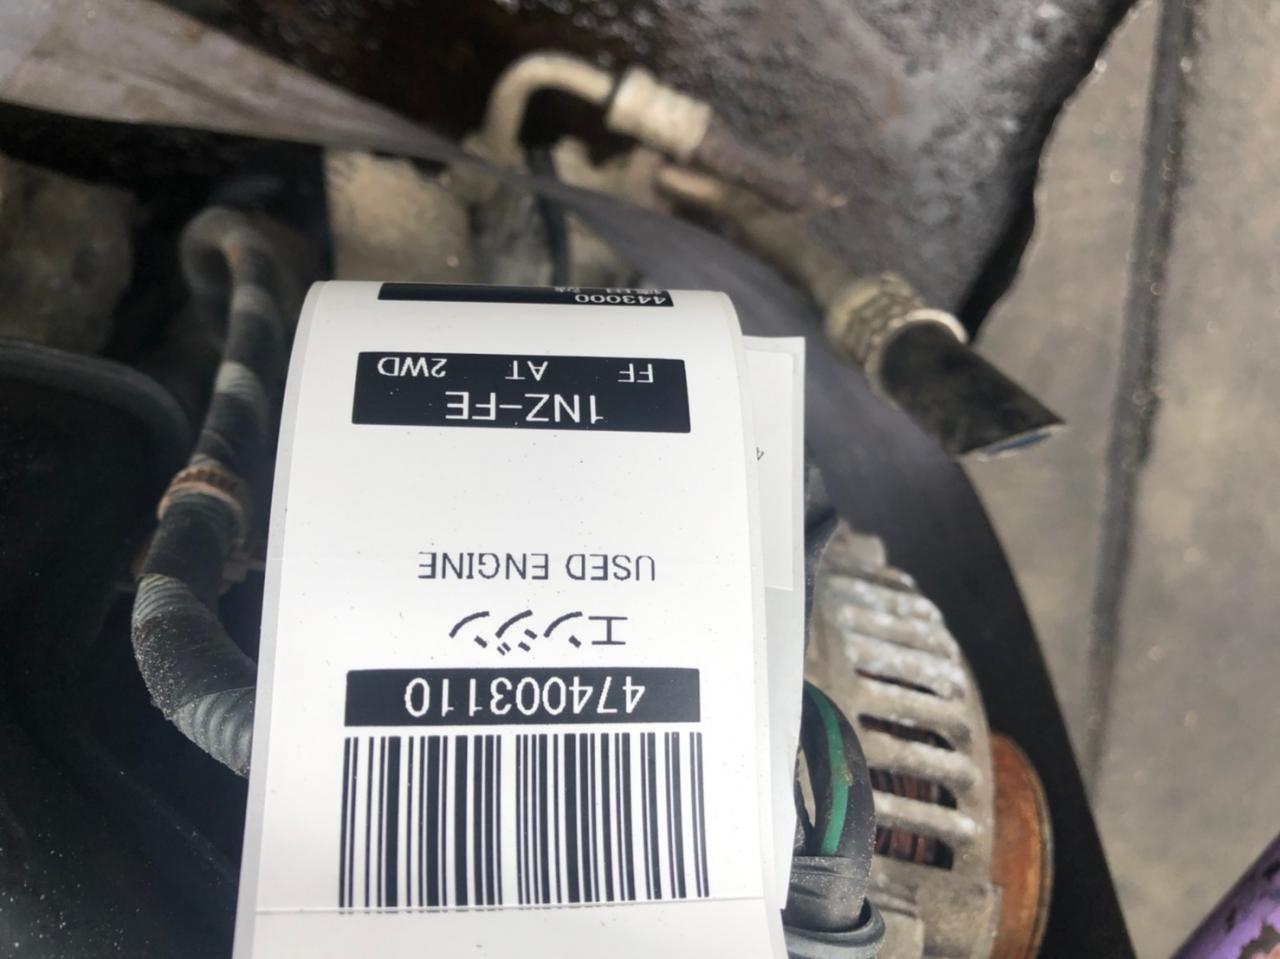 474003110
エンジン
USED ENGINE
1NZ-FE
FF AT 2WD
443000